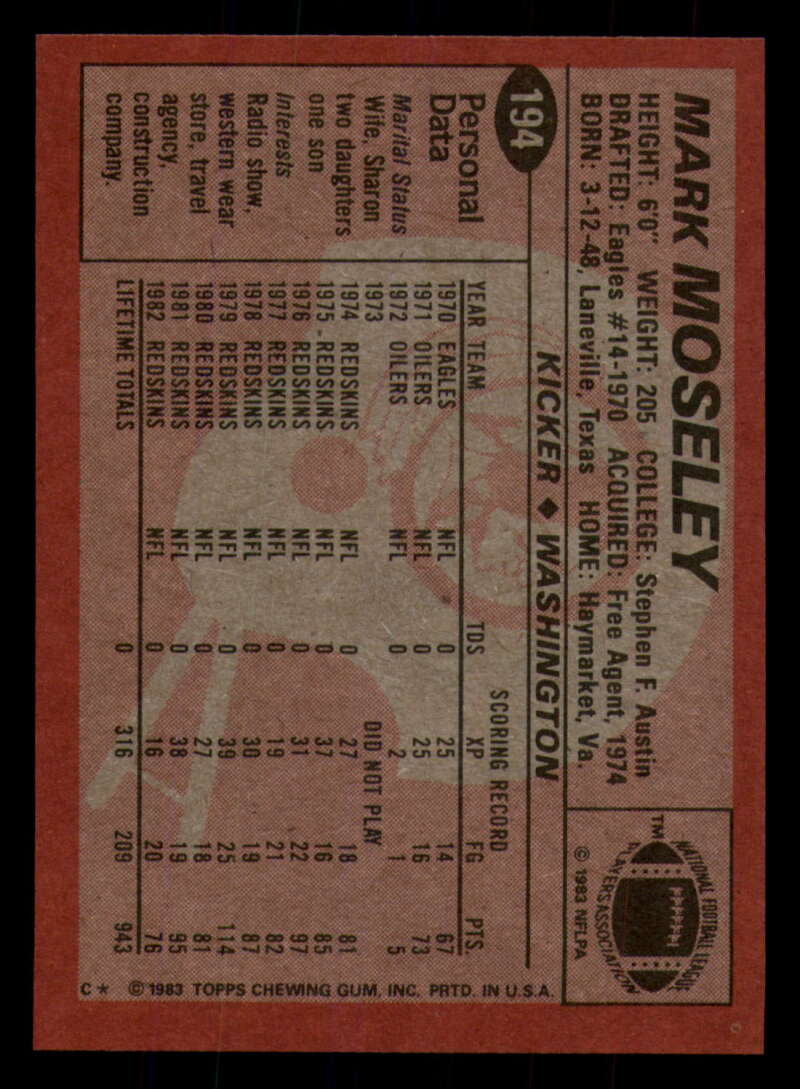 MARK MOSELEY
HEIGHT: 6'0" WEIGHT: 205 COLLEGE: Stephen F. Austin
DRAFTED: Eagles #14-1970 ACQUIRED: Free Agent, 1974
BORN: 3-12-48, Laneville, Texas HOME: Haymarket, Va.
NATIONAL FOOTBALL LEAGUE
PLAYERS ASSOCIATION
TM
© 1983 NFLPA
194
KICKER ◆ WASHINGTON
Personal
Data
Marital Status
Wife, Sharon
two daughters
one son
Interests
Radio show,
western wear
store, travel
agency,
construction
company.
SCORING RECORD
YEAR TEAM TDS XP FG PTS.
1970 EAGLES NFL 0 25 14 67
1971 OILERS NFL 0 25 16 73
1972 OILERS NFL 0 2 1 5
1973 DID NOT PLAY
1974 REDSKINS NFL 0 27 18 81
1975 REDSKINS NFL 0 37 16 85
1976 REDSKINS NFL 0 31 22 97
1977 REDSKINS NFL 0 19 21 82
1978 REDSKINS NFL 0 30 19 87
1979 REDSKINS NFL 0 39 25 114
1980 REDSKINS NFL 0 27 18 81
1981 REDSKINS NFL 0 38 19 95
1982 REDSKINS NFL 0 16 20 76
LIFETIME TOTALS 0 316 209 943
C* © 1983 TOPPS CHEWING GUM, INC. PRTD. IN U.S.A.